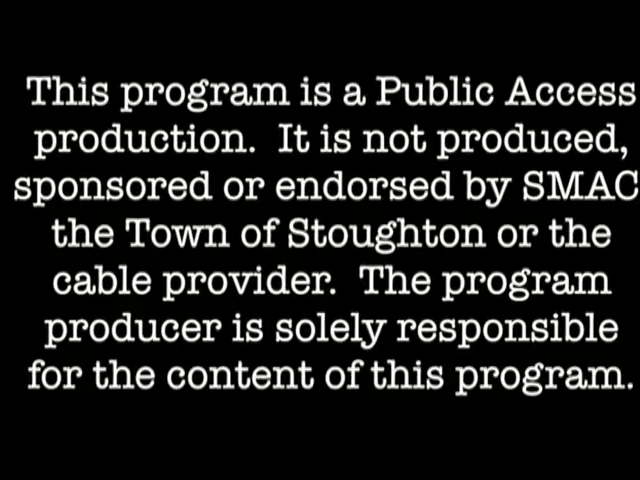 This program is a Public Access
production.  It is not produced,
sponsored or endorsed by SMAC
the Town of Stoughton or the
cable provider.  The program
producer is solely responsible
for the content of this program.